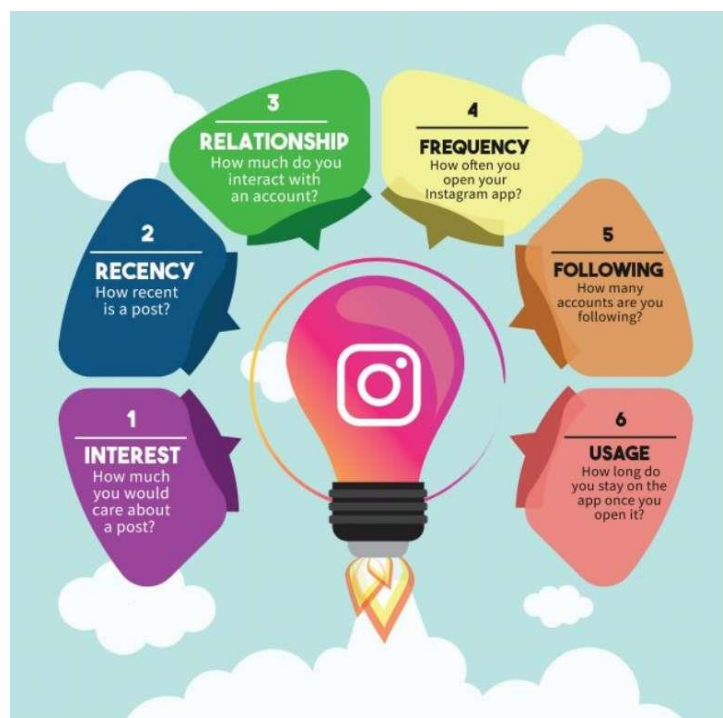 1
INTEREST
How much
you would
care about
a post?
2
RECENCY
How recent
is a post?
3
RELATIONSHIP
How much do you
interact with
an account?
4
FREQUENCY
How often you
open your
Instagram app?
5
FOLLOWING
How many
accounts are you
following?
6
USAGE
How long do
you stay on the
app once you
open it?